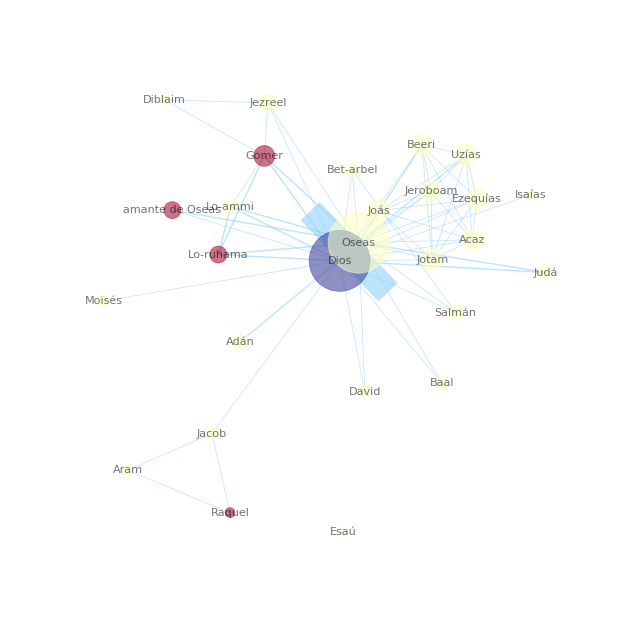 Diblaim
Jezreel
Beeri
Uzías
Gomer
Bet-arbel
Jeroboam
Ezequías
Isaías
amante de Oseas
Lo-ammi
Joás
Oseas
Acaz
Lo-ruhama
Dios
Jotam
Judá
Moisés
Salmán
Adán
David
Baal
Jacob
Aram
Raquel
Esaú